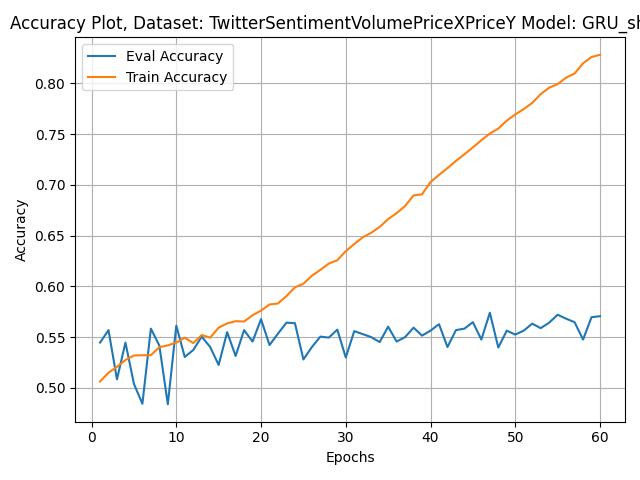 Accuracy Plot, Dataset: TwitterSentimentVolumePriceXPriceY Model: GRU_sh
Eval Accuracy
Train Accuracy
0.80
0.75
0.70
0.65
0.60
0.55
0.50
Accuracy
0 10 20 30 40 50 60
Epochs